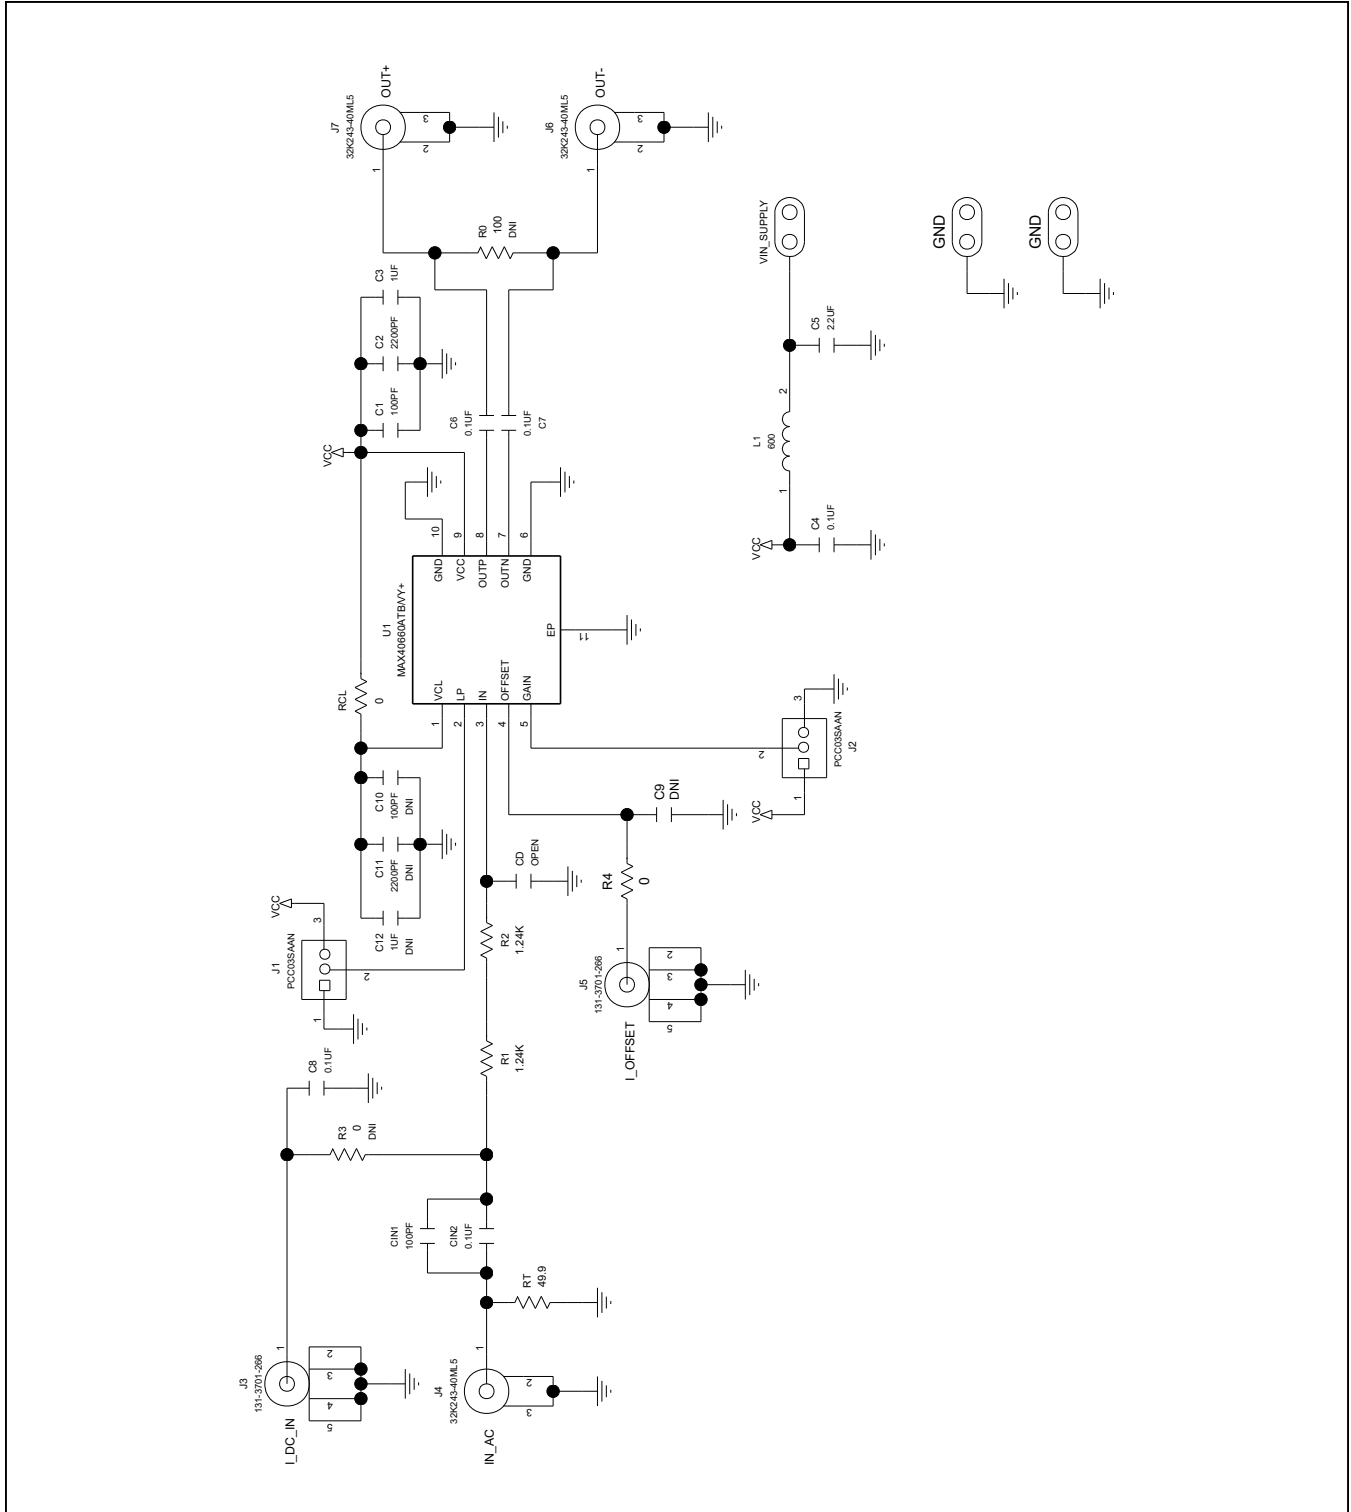 J7
32K243-40ML5
OUT+
1
2
3
J6
32K243-40ML5
OUT-
1
2
3
R0
100
DNI
C3
1UF
C2
2200PF
C1
100PF
VCC
C6
0.1UF
0.1UF
C7
VIN_SUPPLY
GND
GND
C5
2.2UF
2
L1
600
1
C4
0.1UF
VCC
U1
MAX40660ATB/VY+
GND
VCC
OUTP
OUTN
GND
10
9
8
7
6
EP
11
VCL
LP
IN
OFFSET
GAIN
1
2
3
4
5
RCL
0
C10
100PF
DNI
C11
2200PF
DNI
C12
1UF
DNI
VCC
J1
PCC03SAAN
3
2
1
J2
PCC03SAAN
3
2
1
VCC
C9
DNI
R4
0
CD
OPEN
R2
1.24K
R1
1.24K
J5
131-3701-266
I_OFFSET
1
2
3
4
5
C8
0.1UF
R3
0
DNI
CIN1
100PF
CIN2
0.1UF
RT
49.9
J3
131-3701-266
I_DC_IN
1
2
3
4
5
J4
32K243-40ML5
IN_AC
1
2
3